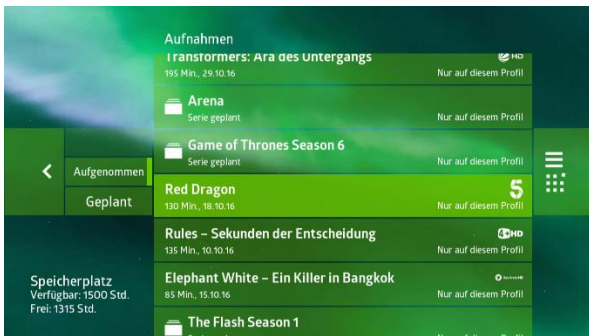 Aufnahmen
Transformers: Ära des Untergangs
HD
195 Min., 29.10.16
Nur auf diesem Profil
Arena
Serie geplant
Nur auf diesem Profil
Game of Thrones Season 6
Serie geplant
Nur auf diesem Profil
Aufgenommen
Geplant
Red Dragon
5
130 Min., 18.10.16
Nur auf diesem Profil
Rules – Sekunden der Entscheidung
HD
135 Min., 10.10.16
Nur auf diesem Profil
Elephant White – Ein Killer in Bangkok
85 Min., 15.10.16
Nur auf diesem Profil
The Flash Season 1
Nur auf diesem Profil
Speicherplatz
Verfügbar: 1500 Std.
Frei: 1315 Std.